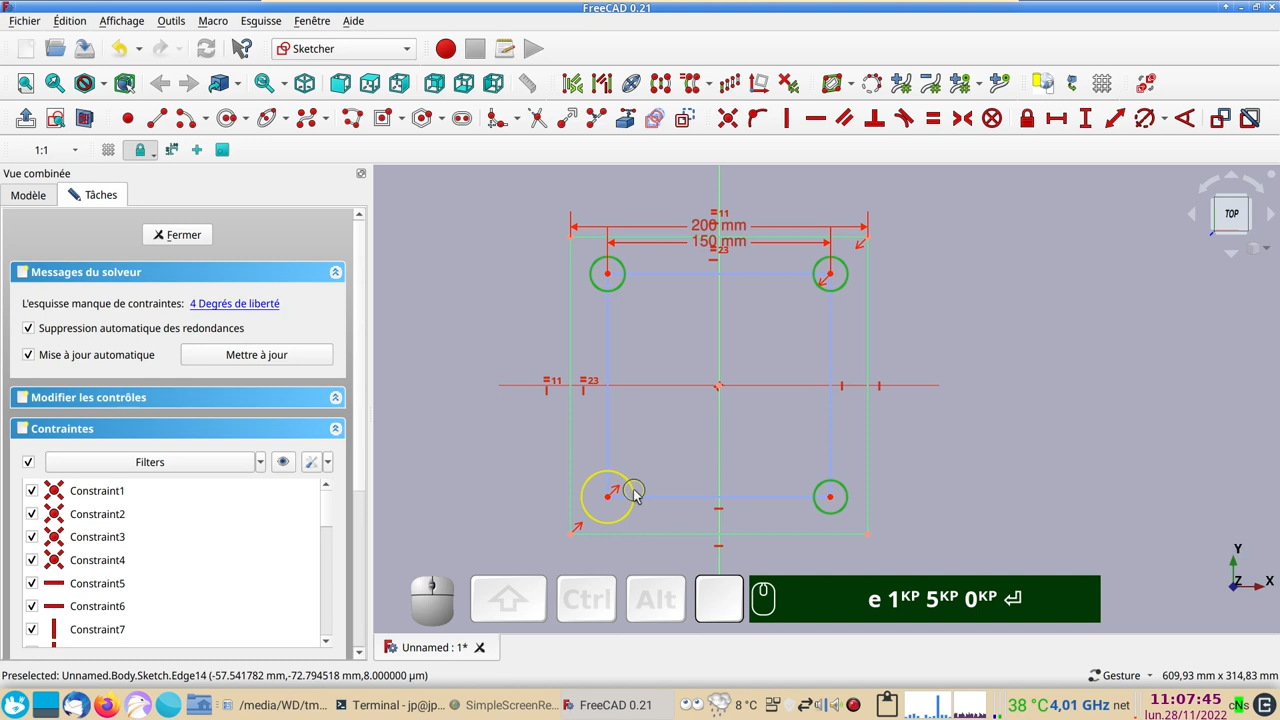 FreeCAD 0.21
Fichier Édition Affichage Outils Macro Esquisse Fenêtre Aide
Sketcher
1:1
Vue combinée
Modèle Tâches
Fermer
Messages du solveur
L'esquisse manque de contraintes: 4 Degrés de liberté
Suppression automatique des redondances
Mise à jour automatique Mettre à jour
Modifier les contrôles
Contraintes
Filters
Constraint1
Constraint2
Constraint3
Constraint4
Constraint5
Constraint6
Constraint7
11
200 mm
150 mm
23
11 23
TOP
Y
Z X
Ctrl Alt e 1KP 5KP 0KP ⏎
Unnamed : 1*
Preselected: Unnamed.Body.Sketch.Edge14 (-57.541782 mm,-72.794518 mm,8.000000 µm) Gesture 609,93 mm x 314,83 mm
/media/WD/tm... Terminal - jp@jp... SimpleScreenRe... FreeCAD 0.21 8 °C 38 °C 4,01 GHz net 11:07:45
lun.28/11/2022